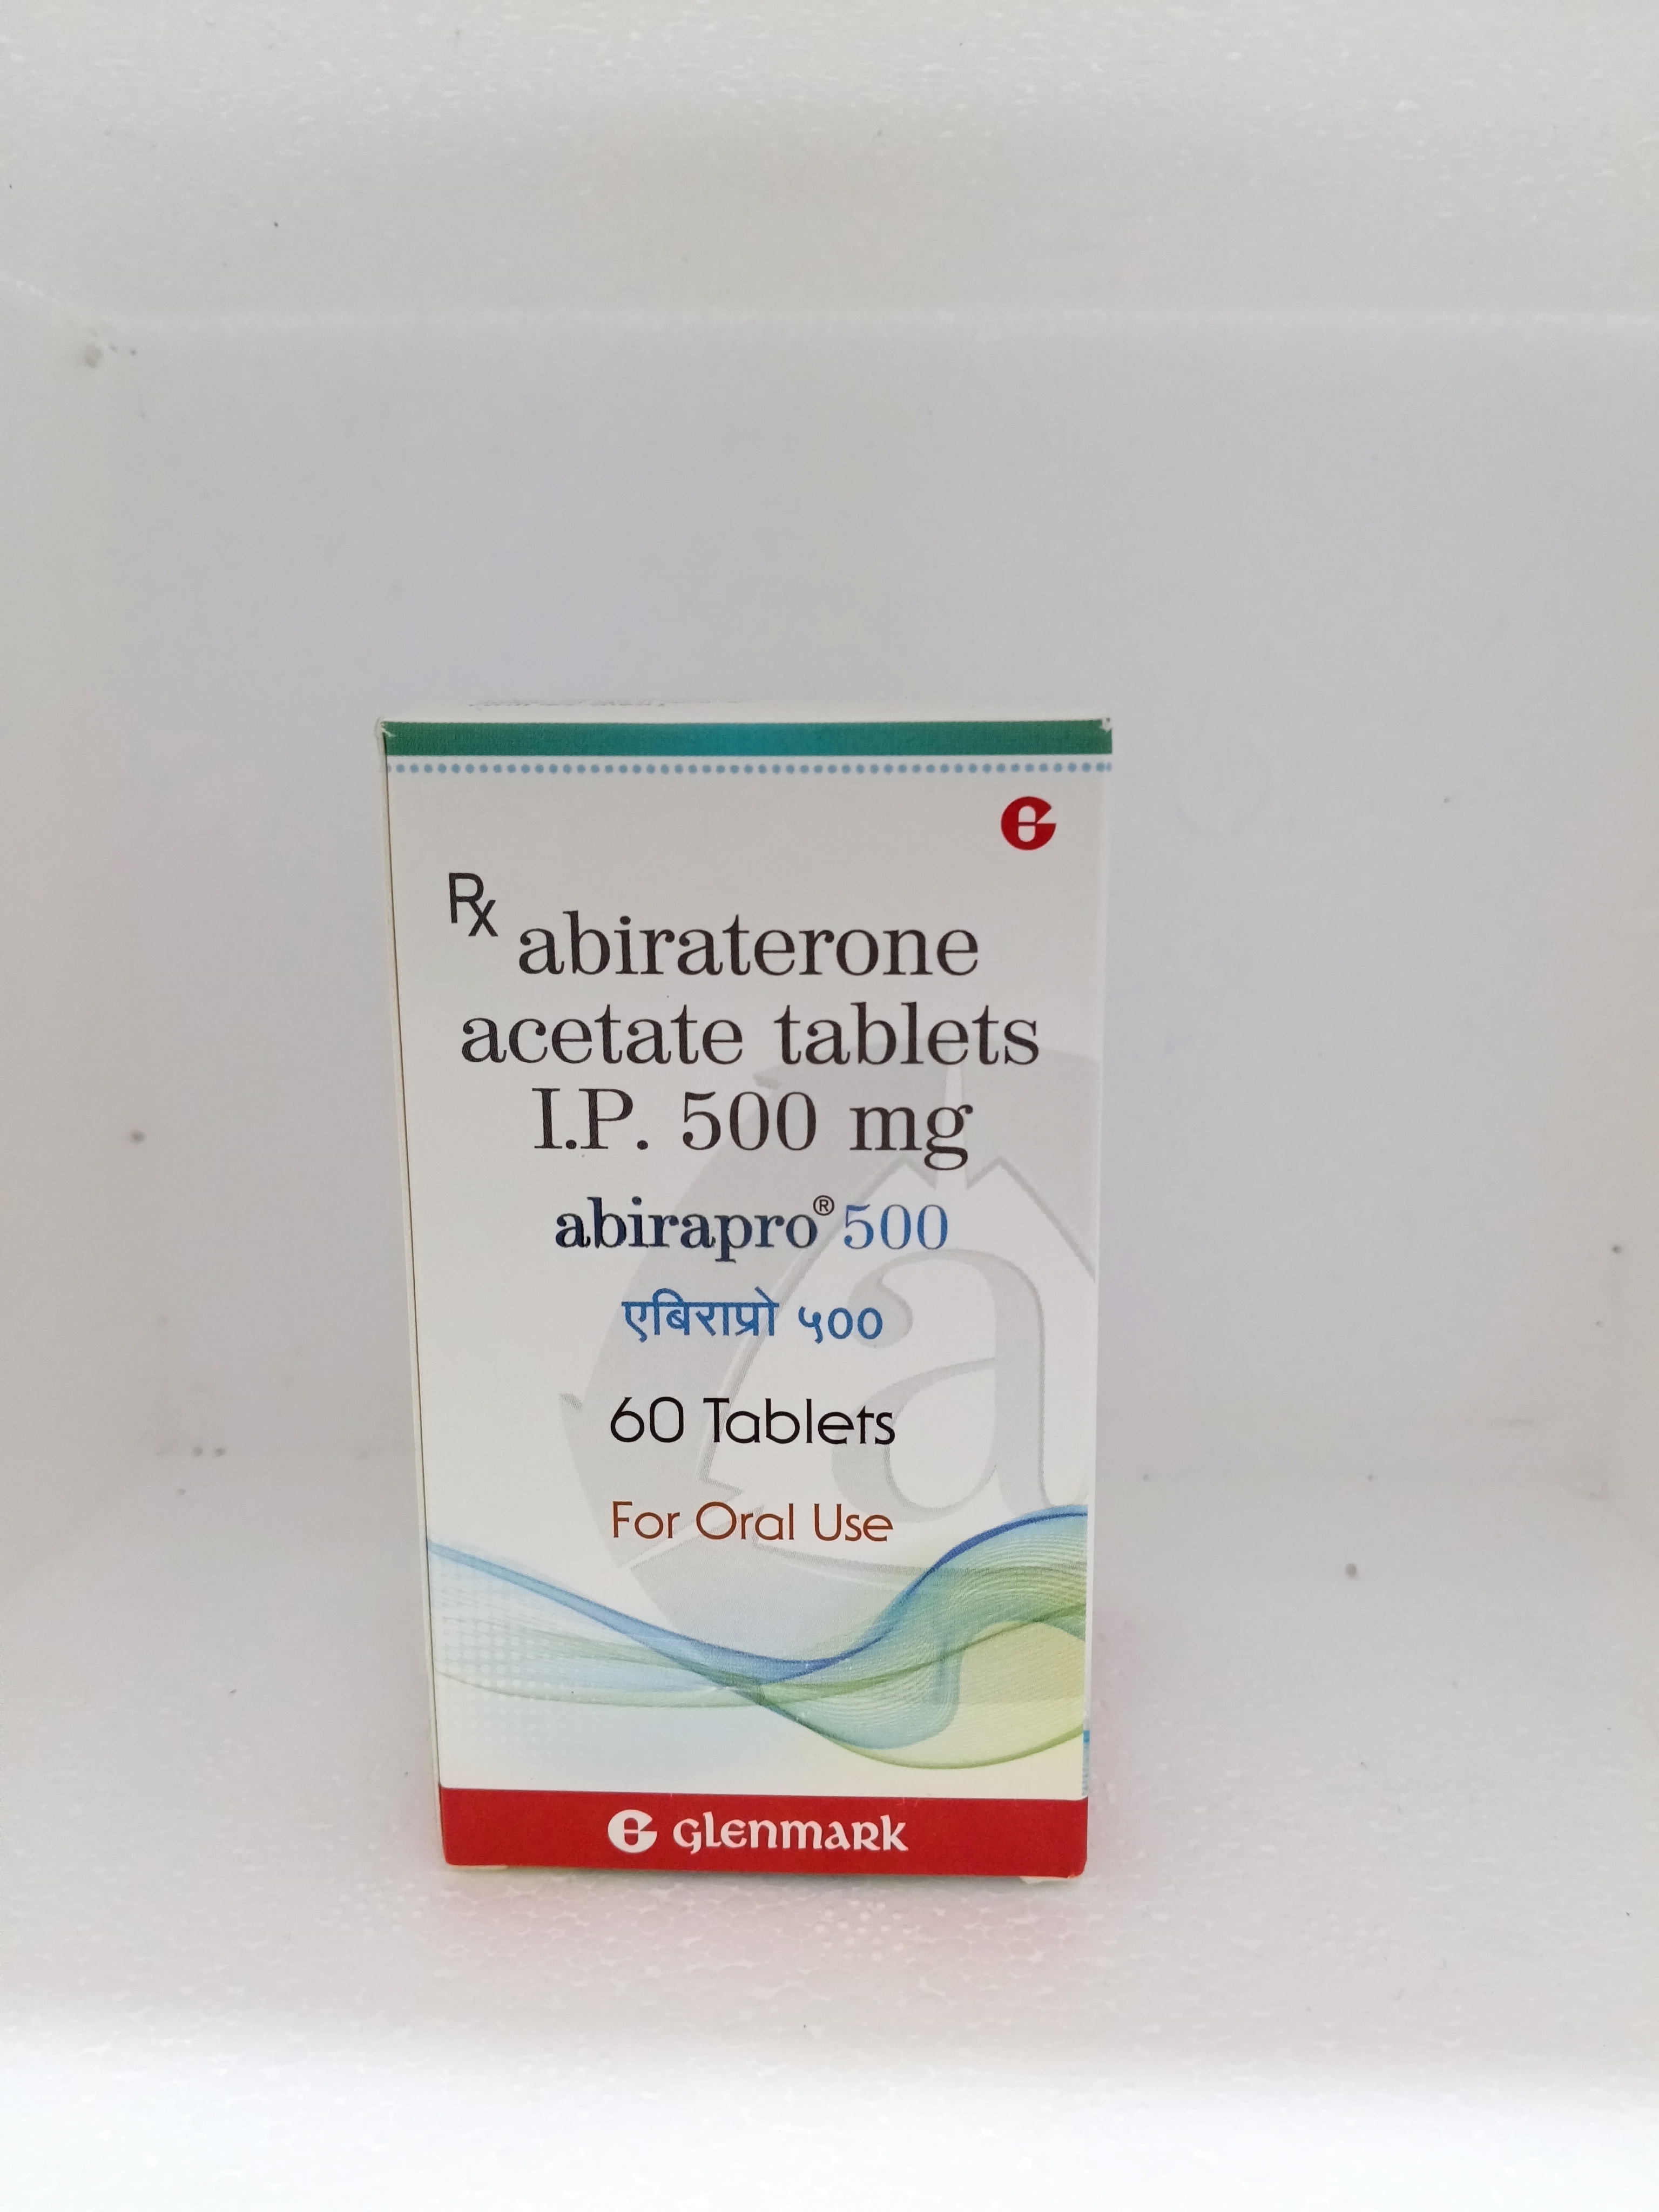 Rx abiraterone
acetate tablets
I.P. 500 mg
abirapro® 500
एबिराप्रो ५००
60 Tablets
For Oral Use
GLENMARK